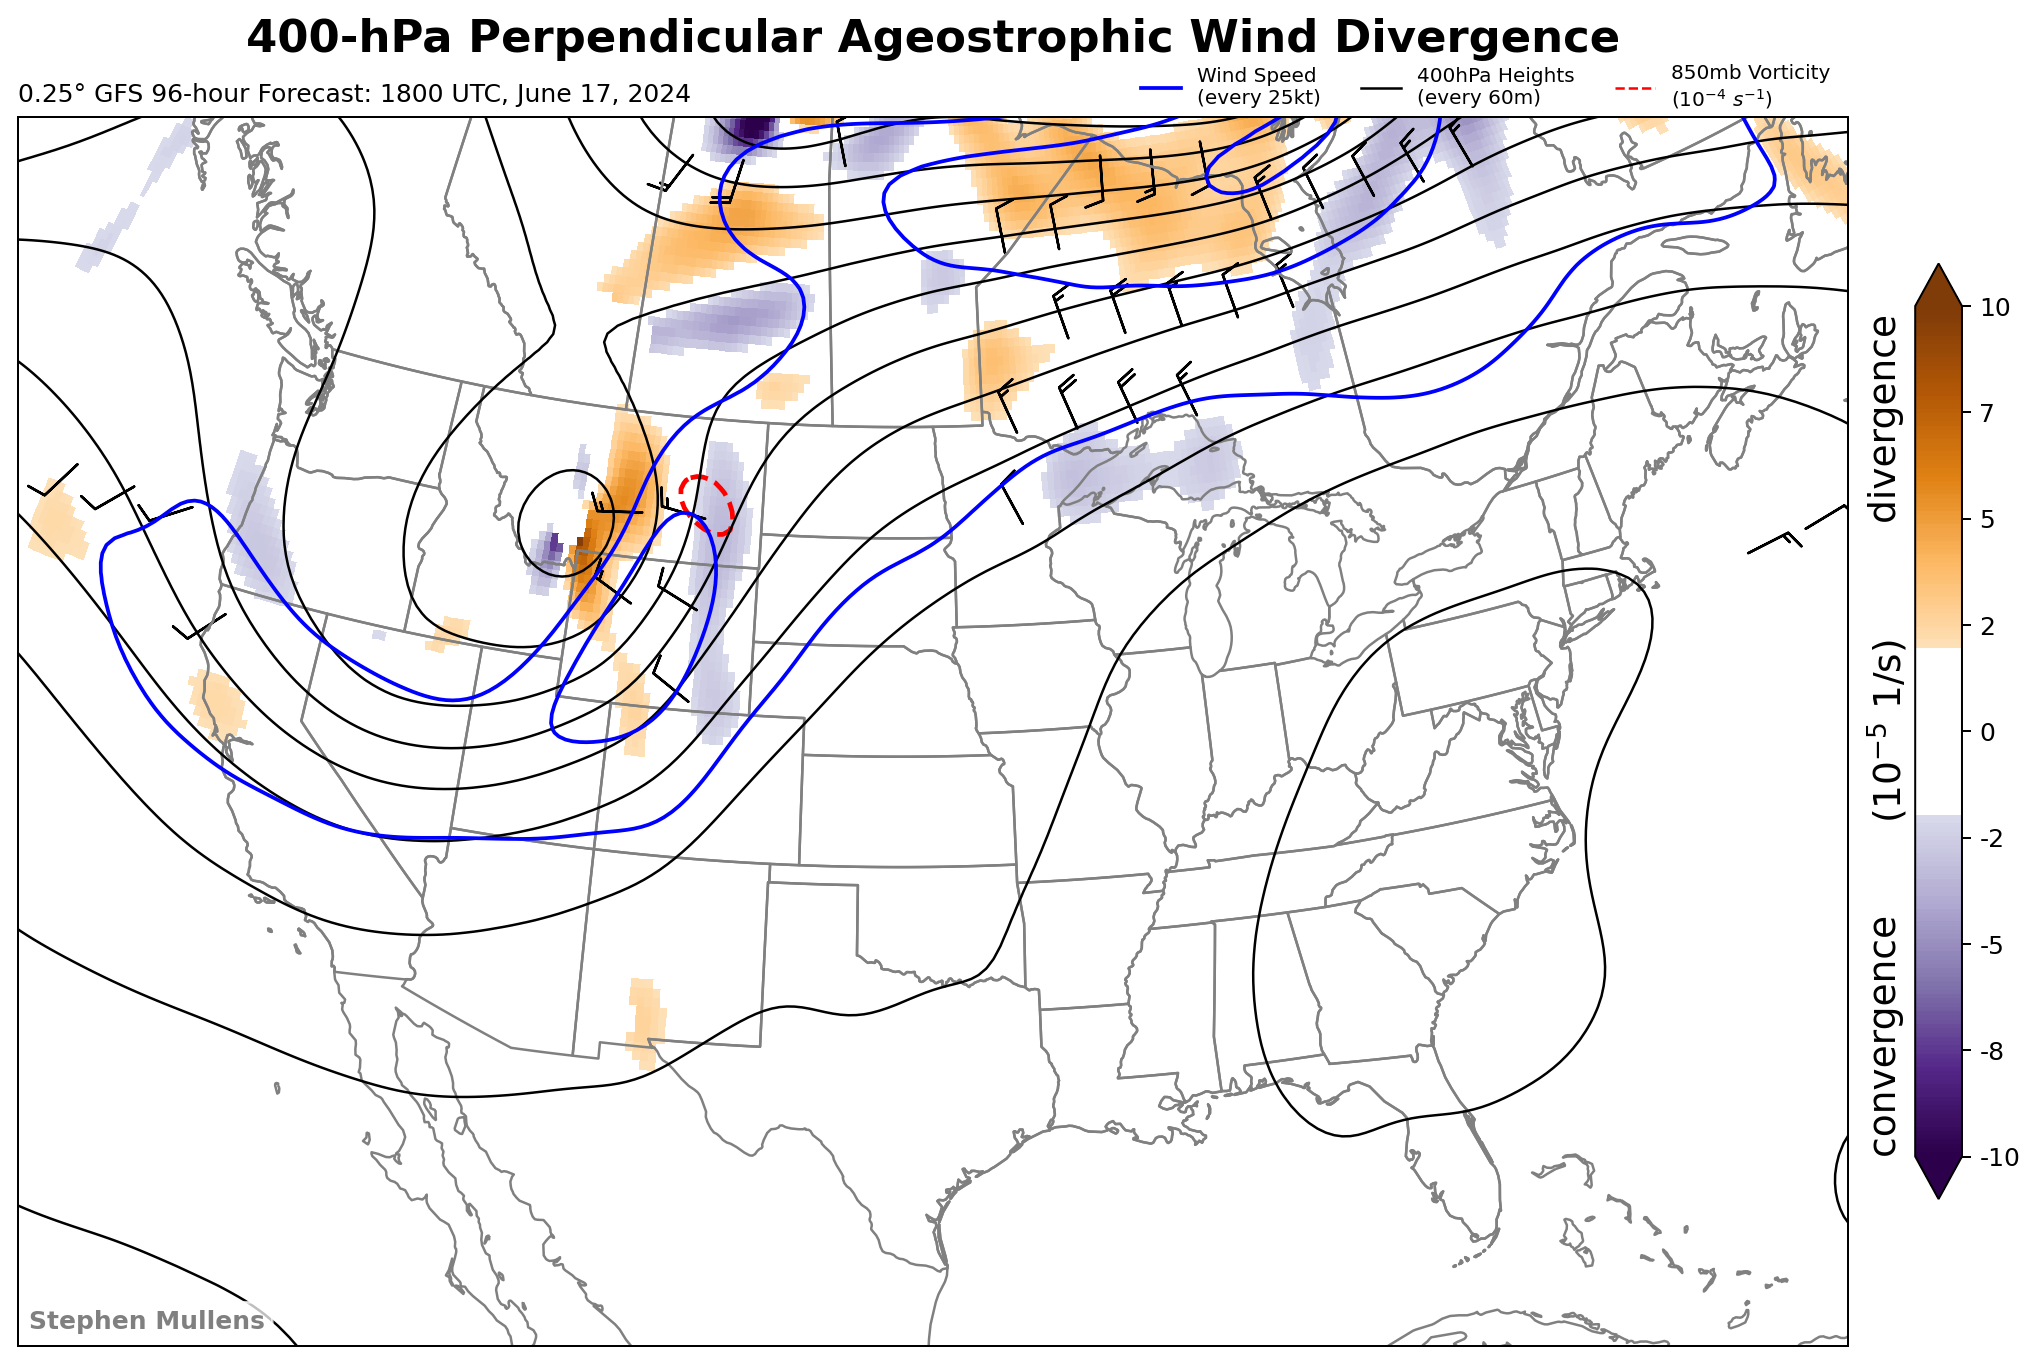 400-hPa Perpendicular Ageostrophic Wind Divergence
0.25° GFS 96-hour Forecast: 1800 UTC, June 17, 2024
Wind Speed
(every 25kt)
400hPa Heights
(every 60m)
850mb Vorticity
(10⁻⁴ s⁻¹)
10
7
5
2
0
-2
-5
-8
-10
convergence (10⁻⁵ 1/s) divergence
Stephen Mullens